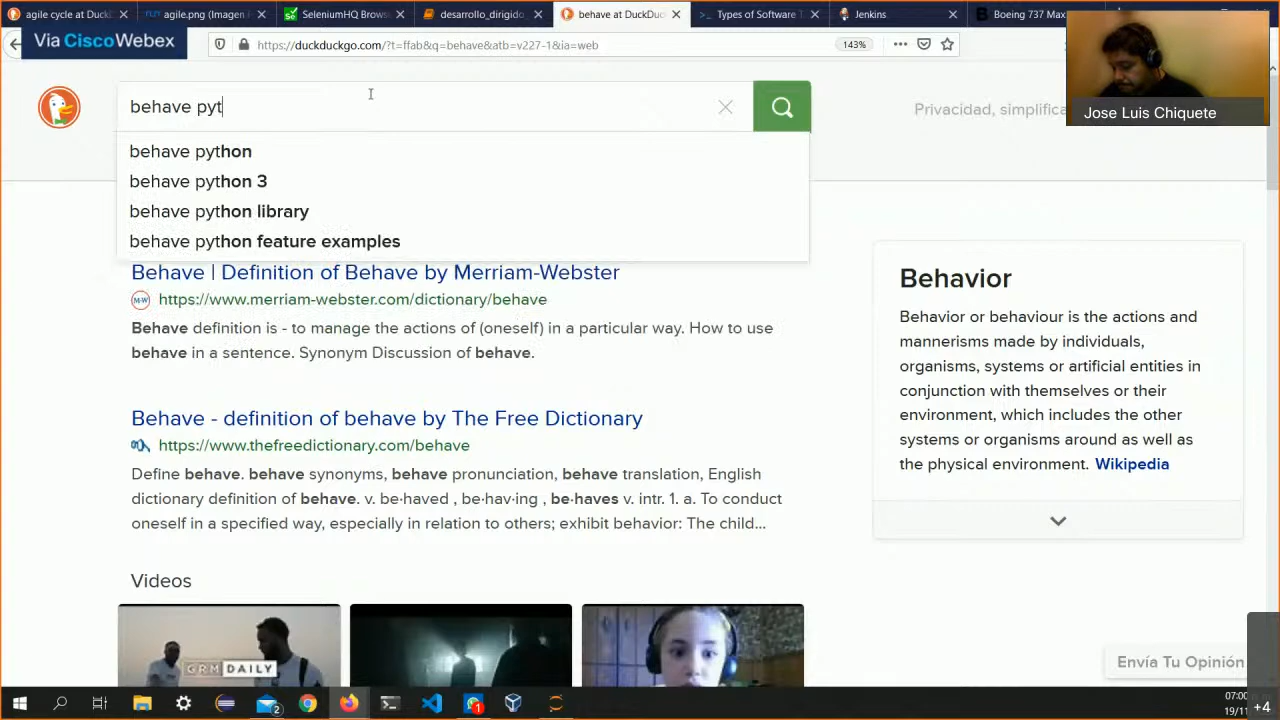 agile cycle at DuckD
agile.png (Imagen
SeleniumHQ Brows
desarrollo_dirigido
behave at DuckDuc
Types of Software T
Jenkins
Boeing 737 Max
Via CiscoWebex
https://duckduckgo.com/?t=ffab&q=behave&atb=v227-1&ia=web
143%
behave pyt
Privacidad, simplifica
Jose Luis Chiquete
behave python
behave python 3
behave python library
behave python feature examples
Behave | Definition of Behave by Merriam-Webster
M-W
https://www.merriam-webster.com/dictionary/behave
Behave definition is - to manage the actions of (oneself) in a particular way. How to use
behave in a sentence. Synonym Discussion of behave.
Behave - definition of behave by The Free Dictionary
https://www.thefreedictionary.com/behave
Define behave. behave synonyms, behave pronunciation, behave translation, English
dictionary definition of behave. v. be·haved , be·hav·ing , be·haves v. intr. 1. a. To conduct
oneself in a specified way, especially in relation to others; exhibit behavior: The child...
Behavior
Behavior or behaviour is the actions and
mannerisms made by individuals,
organisms, systems or artificial entities in
conjunction with themselves or their
environment, which includes the other
systems or organisms around as well as
the physical environment. Wikipedia
Videos
GRM DAILY
Envía Tu Opinión
2
1
07:00
19/11
+4